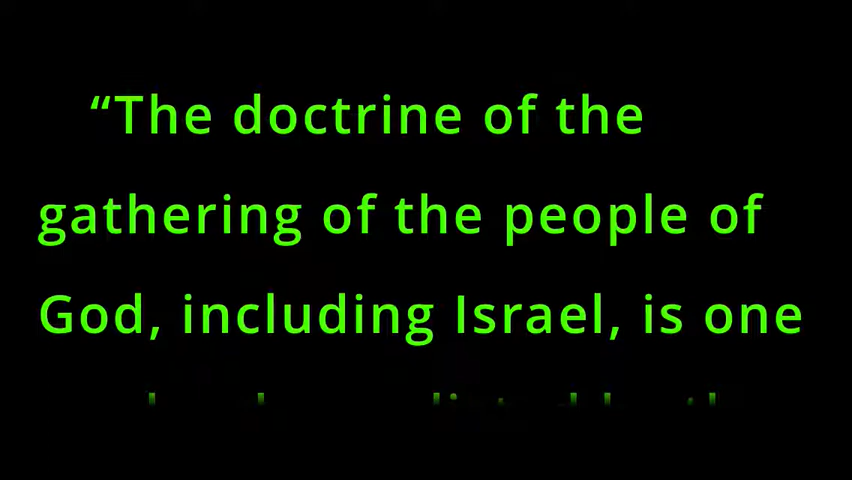 “The doctrine of the
gathering of the people of
God, including Israel, is one